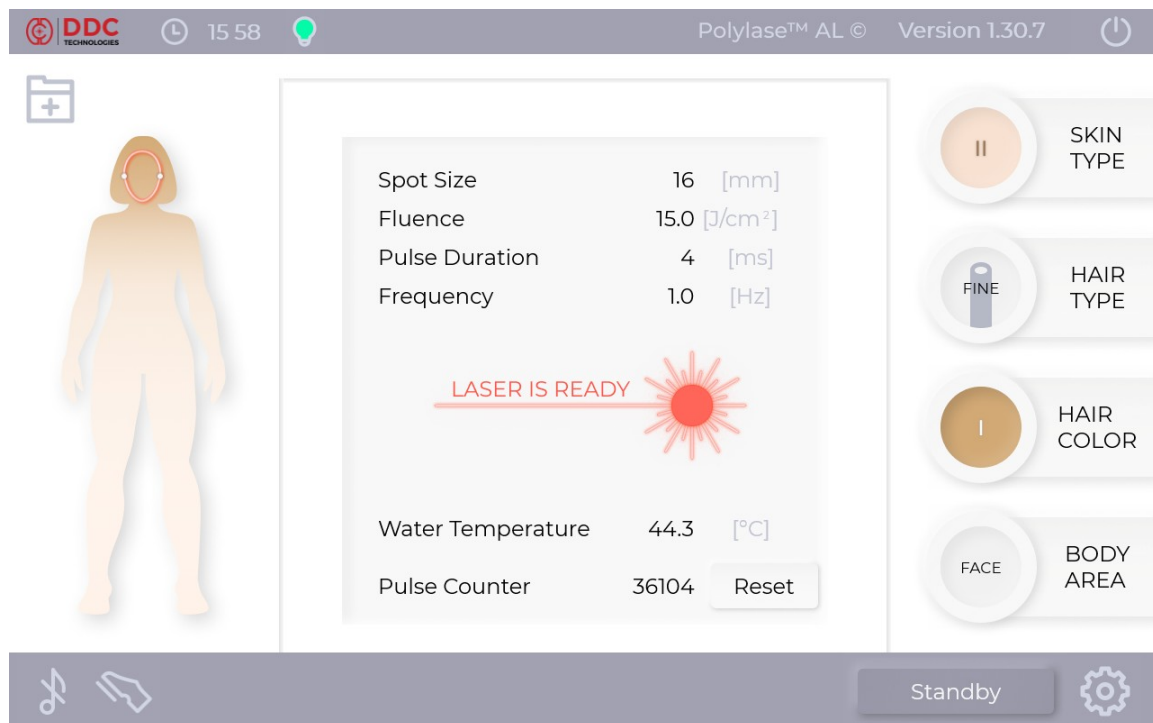 DDC
TECHNOLOGIES
15 58
Polylase™ AL ©
Version 1.30.7
Spot Size 16 [mm]
Fluence 15.0 [J/cm²]
Pulse Duration 4 [ms]
Frequency 1.0 [Hz]
LASER IS READY
Water Temperature 44.3 [°C]
Pulse Counter 36104 Reset
II
SKIN
TYPE
FINE
HAIR
TYPE
I
HAIR
COLOR
FACE
BODY
AREA
Standby